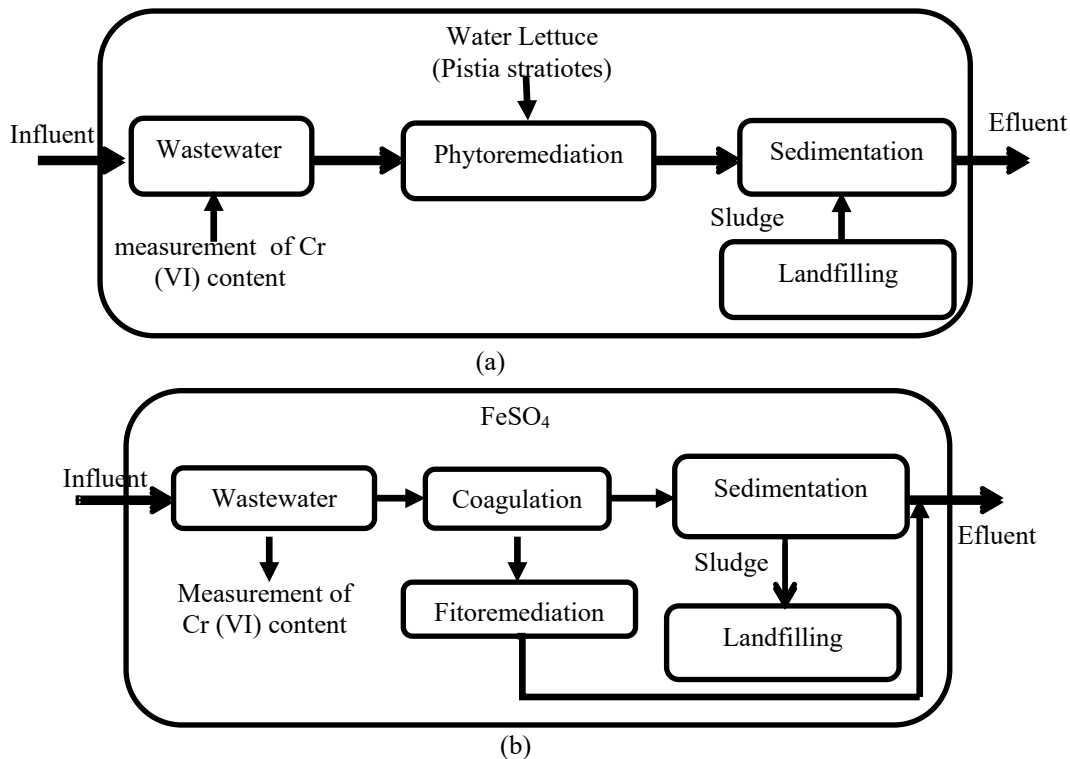 Water Lettuce
(Pistia stratiotes)
Influent
Wastewater
Phytoremediation
Sedimentation
Efluent
measurement of Cr
(VI) content
Sludge
Landfilling
(a)
FeSO₄
Influent
Wastewater
Coagulation
Sedimentation
Efluent
Measurement of
Cr (VI) content
Fitoremediation
Sludge
Landfilling
(b)